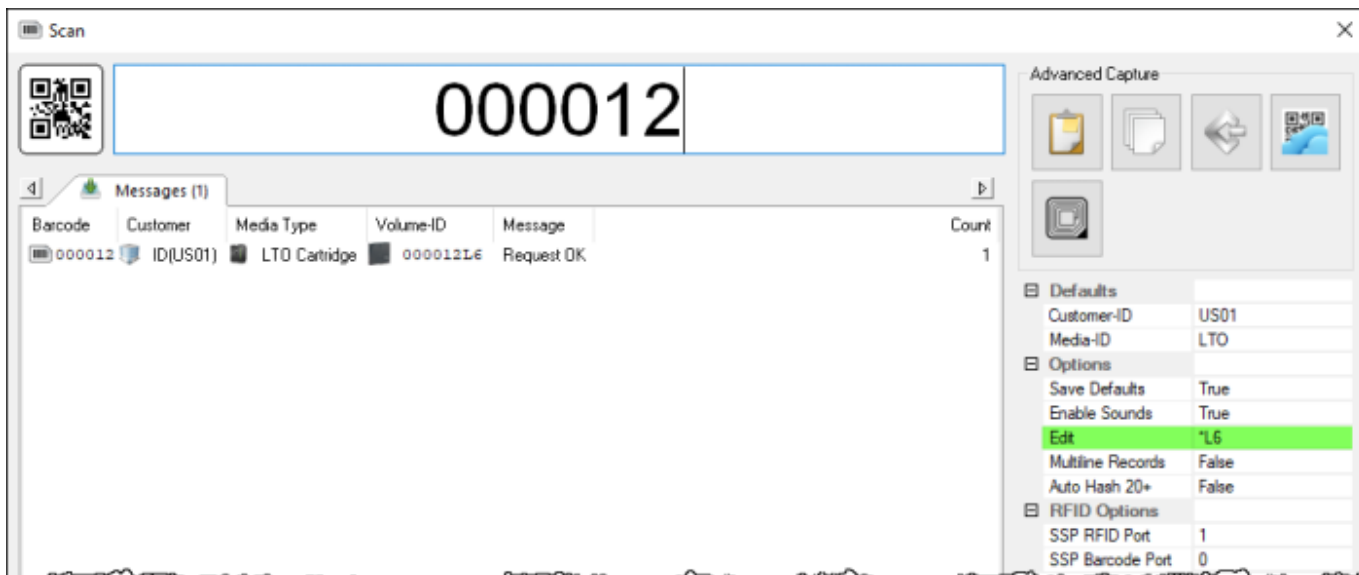 Scan
000012
Advanced Capture
Messages (1)
Barcode Customer Media Type Volume-ID Message Count
000012 ID(US01) LTO Cartridge 000012L6 Request OK 1
Defaults
Customer-ID US01
Media-ID LTO
Options
Save Defaults True
Enable Sounds True
Edit *L6
Multiline Records False
Auto Hash 20+ False
RFID Options
SSP RFID Port 1
SSP Barcode Port 0